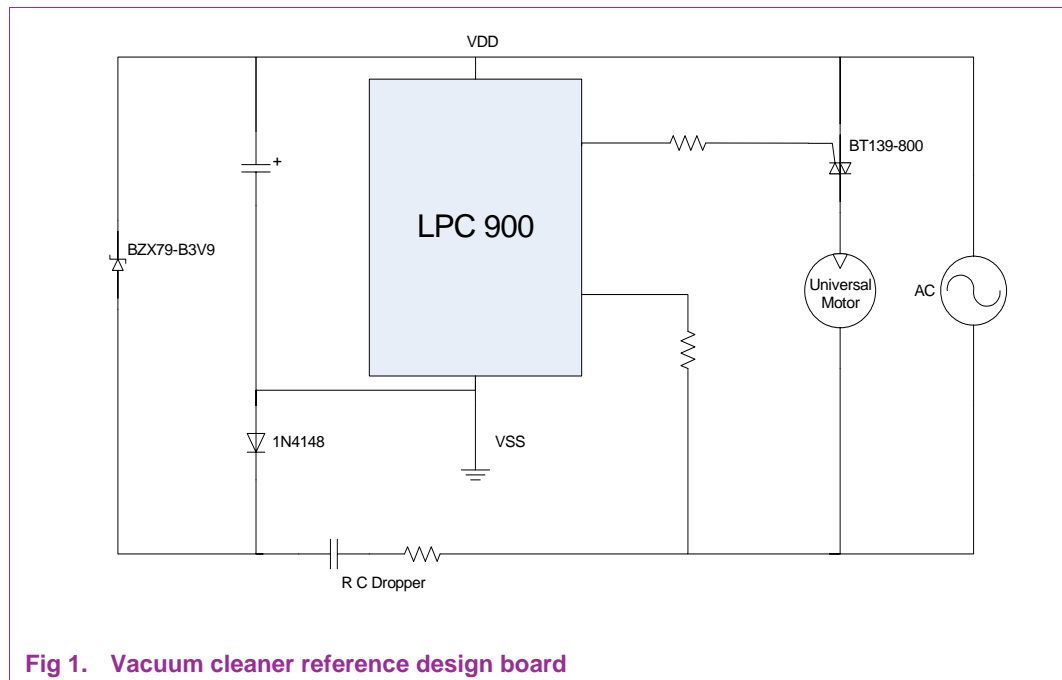 VDD
BT139-800
LPC 900
BZX79-B3V9
+
Universal
Motor
AC
1N4148
VSS
R C Dropper
Fig 1. Vacuum cleaner reference design board